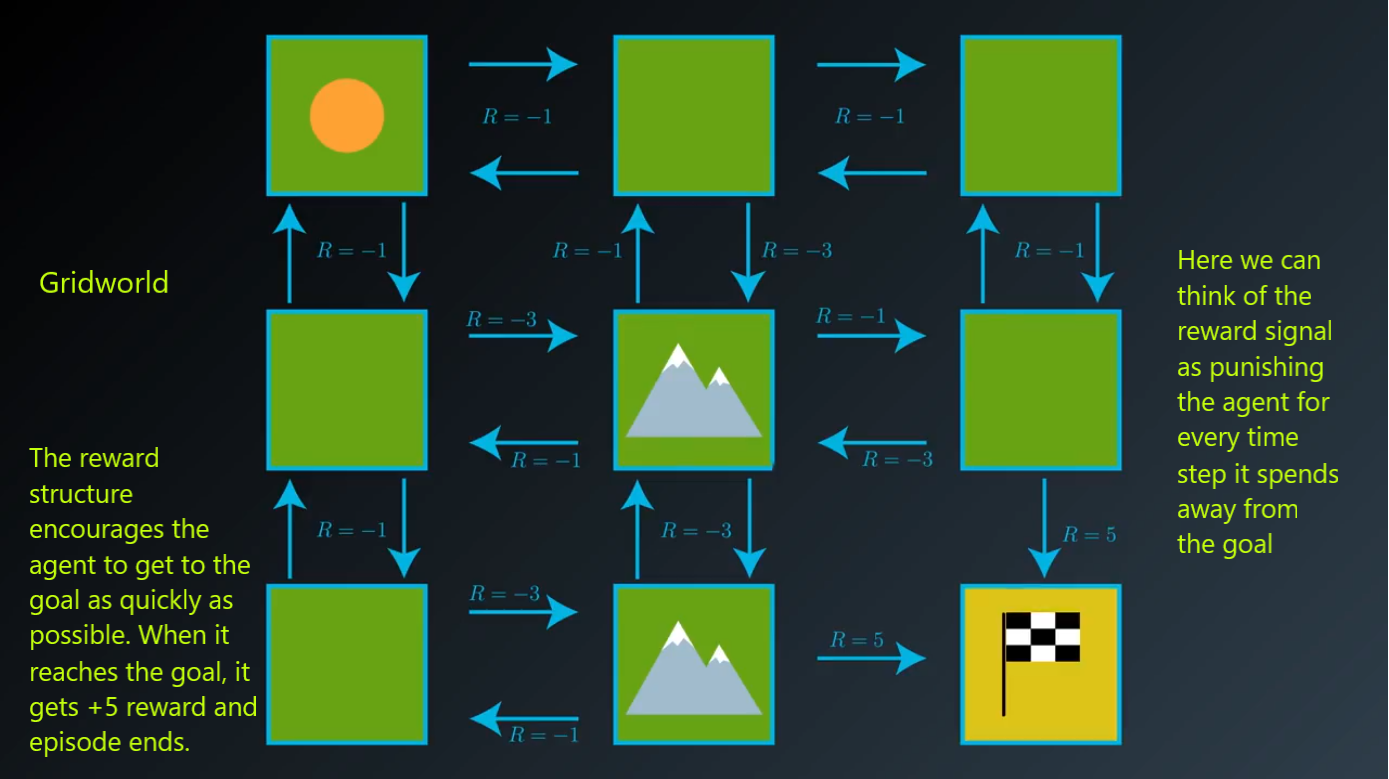 R = −1
R = −1
R = −1
R = −1
R = −3
R = −1
Gridworld
Here we can
think of the
reward signal
as punishing
the agent for
every time
step it spends
away from
the goal
R = −3
R = −1
R = −1
R = −3
The reward
structure
encourages the
agent to get to the
goal as quickly as
possible. When it
reaches the goal, it
gets +5 reward and
episode ends.
R = −1
R = −3
R = 5
R = −3
R = 5
R = −1